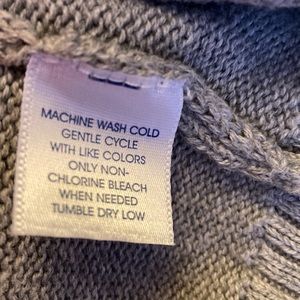 MACHINE WASH COLD
GENTLE CYCLE
WITH LIKE COLORS
ONLY NON-
CHLORINE BLEACH
WHEN NEEDED
TUMBLE DRY LOW